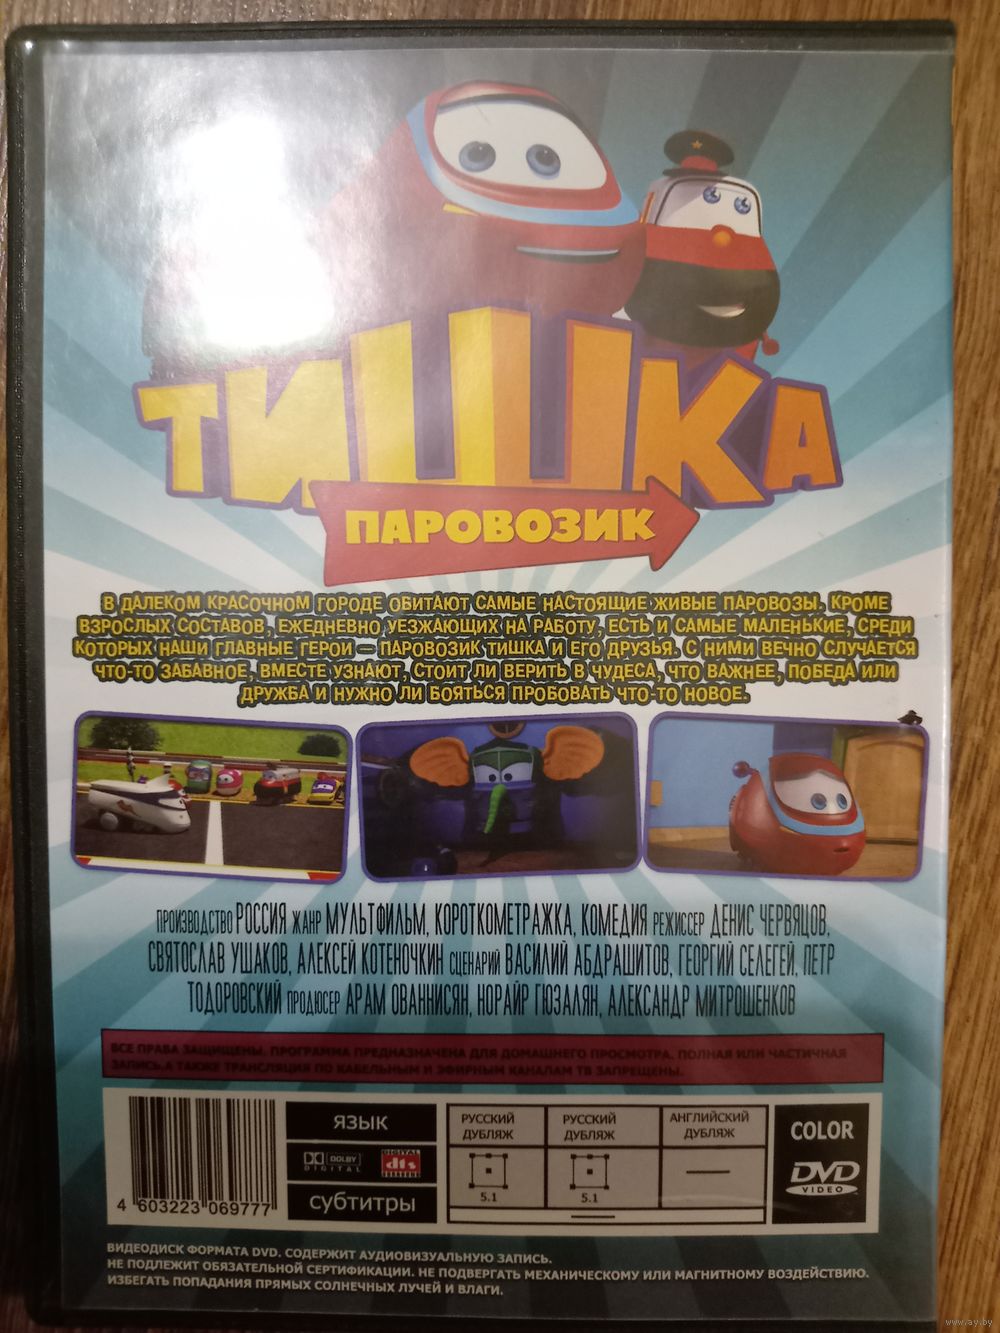 ТИШКА
ПАРОВОЗИК
В ДАЛЕКОМ КРАСОЧНОМ ГОРОДЕ ОБИТАЮТ САМЫЕ НАСТОЯЩИЕ ЖИВЫЕ ПАРОВОЗЫ. КРОМЕ
ВЗРОСЛЫХ СОСТАВОВ, ЕЖЕДНЕВНО УЕЗЖАЮЩИХ НА РАБОТУ, ЕСТЬ И САМЫЕ МАЛЕНЬКИЕ, СРЕДИ
КОТОРЫХ НАШИ ГЛАВНЫЕ ГЕРОИ – ПАРОВОЗИК ТИШКА И ЕГО ДРУЗЬЯ. С НИМИ ВЕЧНО СЛУЧАЕТСЯ
ЧТО-ТО ЗАБАВНОЕ, ВМЕСТЕ УЗНАЮТ, СТОИТ ЛИ ВЕРИТЬ В ЧУДЕСА, ЧТО ВАЖНЕЕ, ПОБЕДА ИЛИ
ДРУЖБА И НУЖНО ЛИ БОЯТЬСЯ ПРОБОВАТЬ ЧТО-ТО НОВОЕ.
ПРОИЗВОДСТВО РОССИЯ ЖАНР МУЛЬТФИЛЬМ, КОРОТКОМЕТРАЖКА, КОМЕДИЯ РЕЖИССЕР ДЕНИС ЧЕРВЯЦОВ,
СВЯТОСЛАВ УШАКОВ, АЛЕКСЕЙ КОТЕНОЧКИН СЦЕНАРИЙ ВАСИЛИЙ АБДРАШИТОВ, ГЕОРГИЙ СЕЛЕГЕЙ, ПЕТР
ТОДОРОВСКИЙ ПРОДЮСЕР АРАМ ОВАННИСЯН, НОРАЙР ГЮЗАЛЯН, АЛЕКСАНДР МИТРОШЕНКОВ
ВСЕ ПРАВА ЗАЩИЩЕНЫ. ПРОГРАММА ПРЕДНАЗНАЧЕНА ДЛЯ ДОМАШНЕГО ПРОСМОТРА. ПОЛНАЯ ИЛИ ЧАСТИЧНАЯ
ЗАПИСЬ,А ТАКЖЕ ТРАНСЛЯЦИЯ ПО КАБЕЛЬНЫМ И ЭФИРНЫМ КАНАЛАМ ТВ ЗАПРЕЩЕНЫ.
4 603223 069777
язык
DOLBY DIGITAL
DIGITAL dts
субтитры
РУССКИЙ ДУБЛЯЖ
РУССКИЙ ДУБЛЯЖ
АНГЛИЙСКИЙ ДУБЛЯЖ
5.1
5.1
COLOR
DVD
VIDEO
ВИДЕОДИСК ФОРМАТА DVD. СОДЕРЖИТ АУДИОВИЗУАЛЬНУЮ ЗАПИСЬ.
НЕ ПОДЛЕЖИТ ОБЯЗАТЕЛЬНОЙ СЕРТИФИКАЦИИ. НЕ ПОДВЕРГАТЬ МЕХАНИЧЕСКОМУ ИЛИ МАГНИТНОМУ ВОЗДЕЙСТВИЮ.
ИЗБЕГАТЬ ПОПАДАНИЯ ПРЯМЫХ СОЛНЕЧНЫХ ЛУЧЕЙ И ВЛАГИ.
www.ay.by